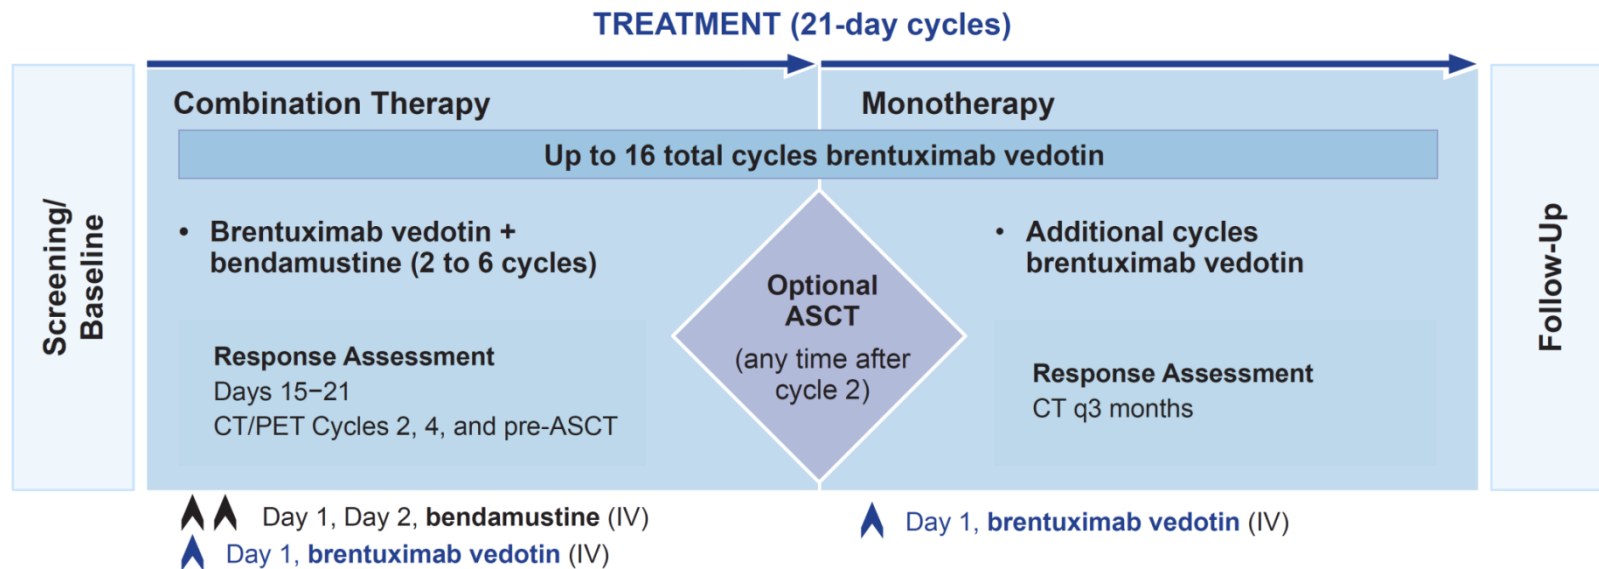 TREATMENT (21-day cycles)
Screening/
Baseline
Combination Therapy
Monotherapy
Up to 16 total cycles brentuximab vedotin
• Brentuximab vedotin +
bendamustine (2 to 6 cycles)
Response Assessment
Days 15–21
CT/PET Cycles 2, 4, and pre-ASCT
Optional
ASCT
(any time after
cycle 2)
• Additional cycles
brentuximab vedotin
Response Assessment
CT q3 months
Follow-Up
Day 1, Day 2, bendamustine (IV)
Day 1, brentuximab vedotin (IV)
Day 1, brentuximab vedotin (IV)